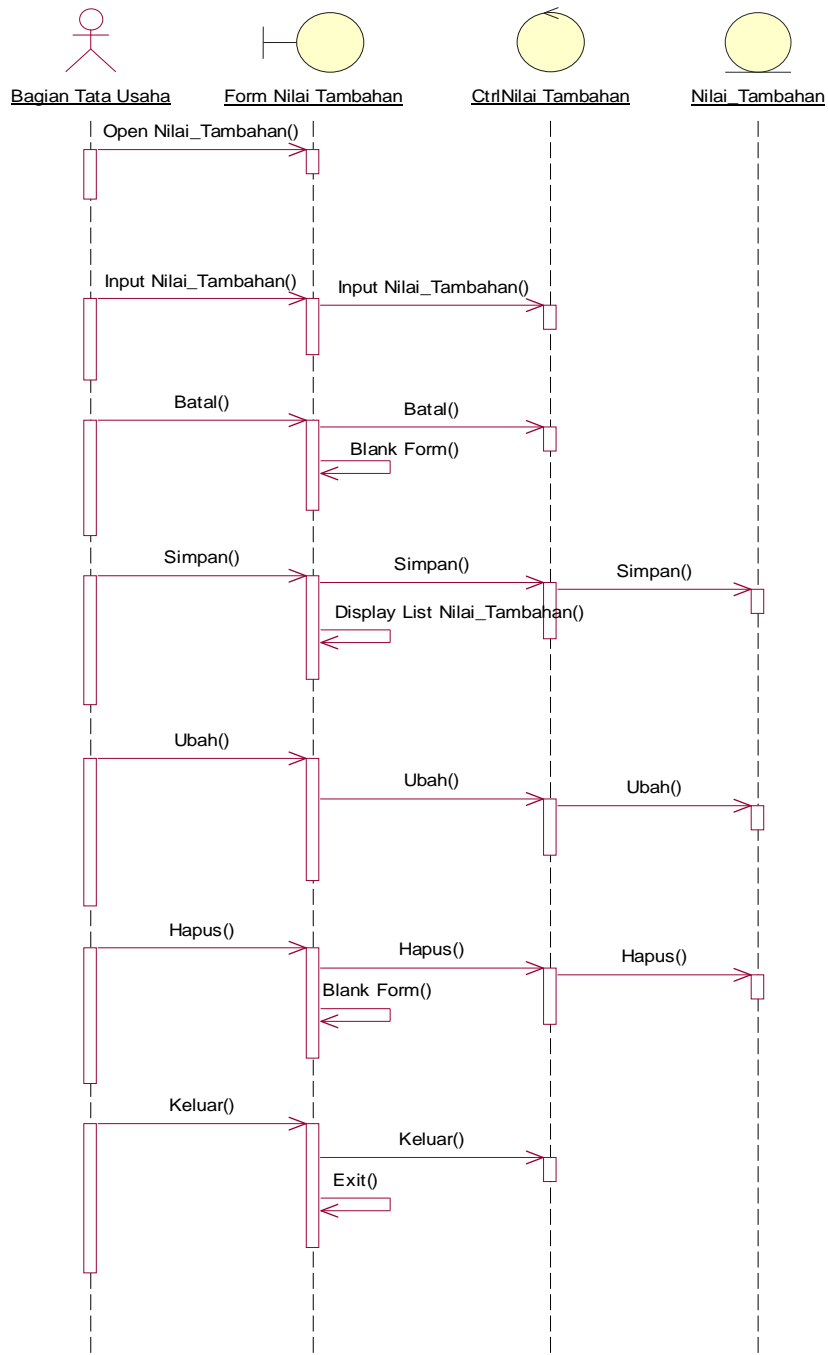 Bagian Tata Usaha
Form Nilai Tambahan
CtrlNilai Tambahan
Nilai_Tambahan
Open Nilai_Tambahan()
Input Nilai_Tambahan()
Input Nilai_Tambahan()
Batal()
Batal()
Blank Form()
Simpan()
Simpan()
Simpan()
Display List Nilai_Tambahan()
Ubah()
Ubah()
Ubah()
Hapus()
Hapus()
Hapus()
Blank Form()
Keluar()
Keluar()
Exit()